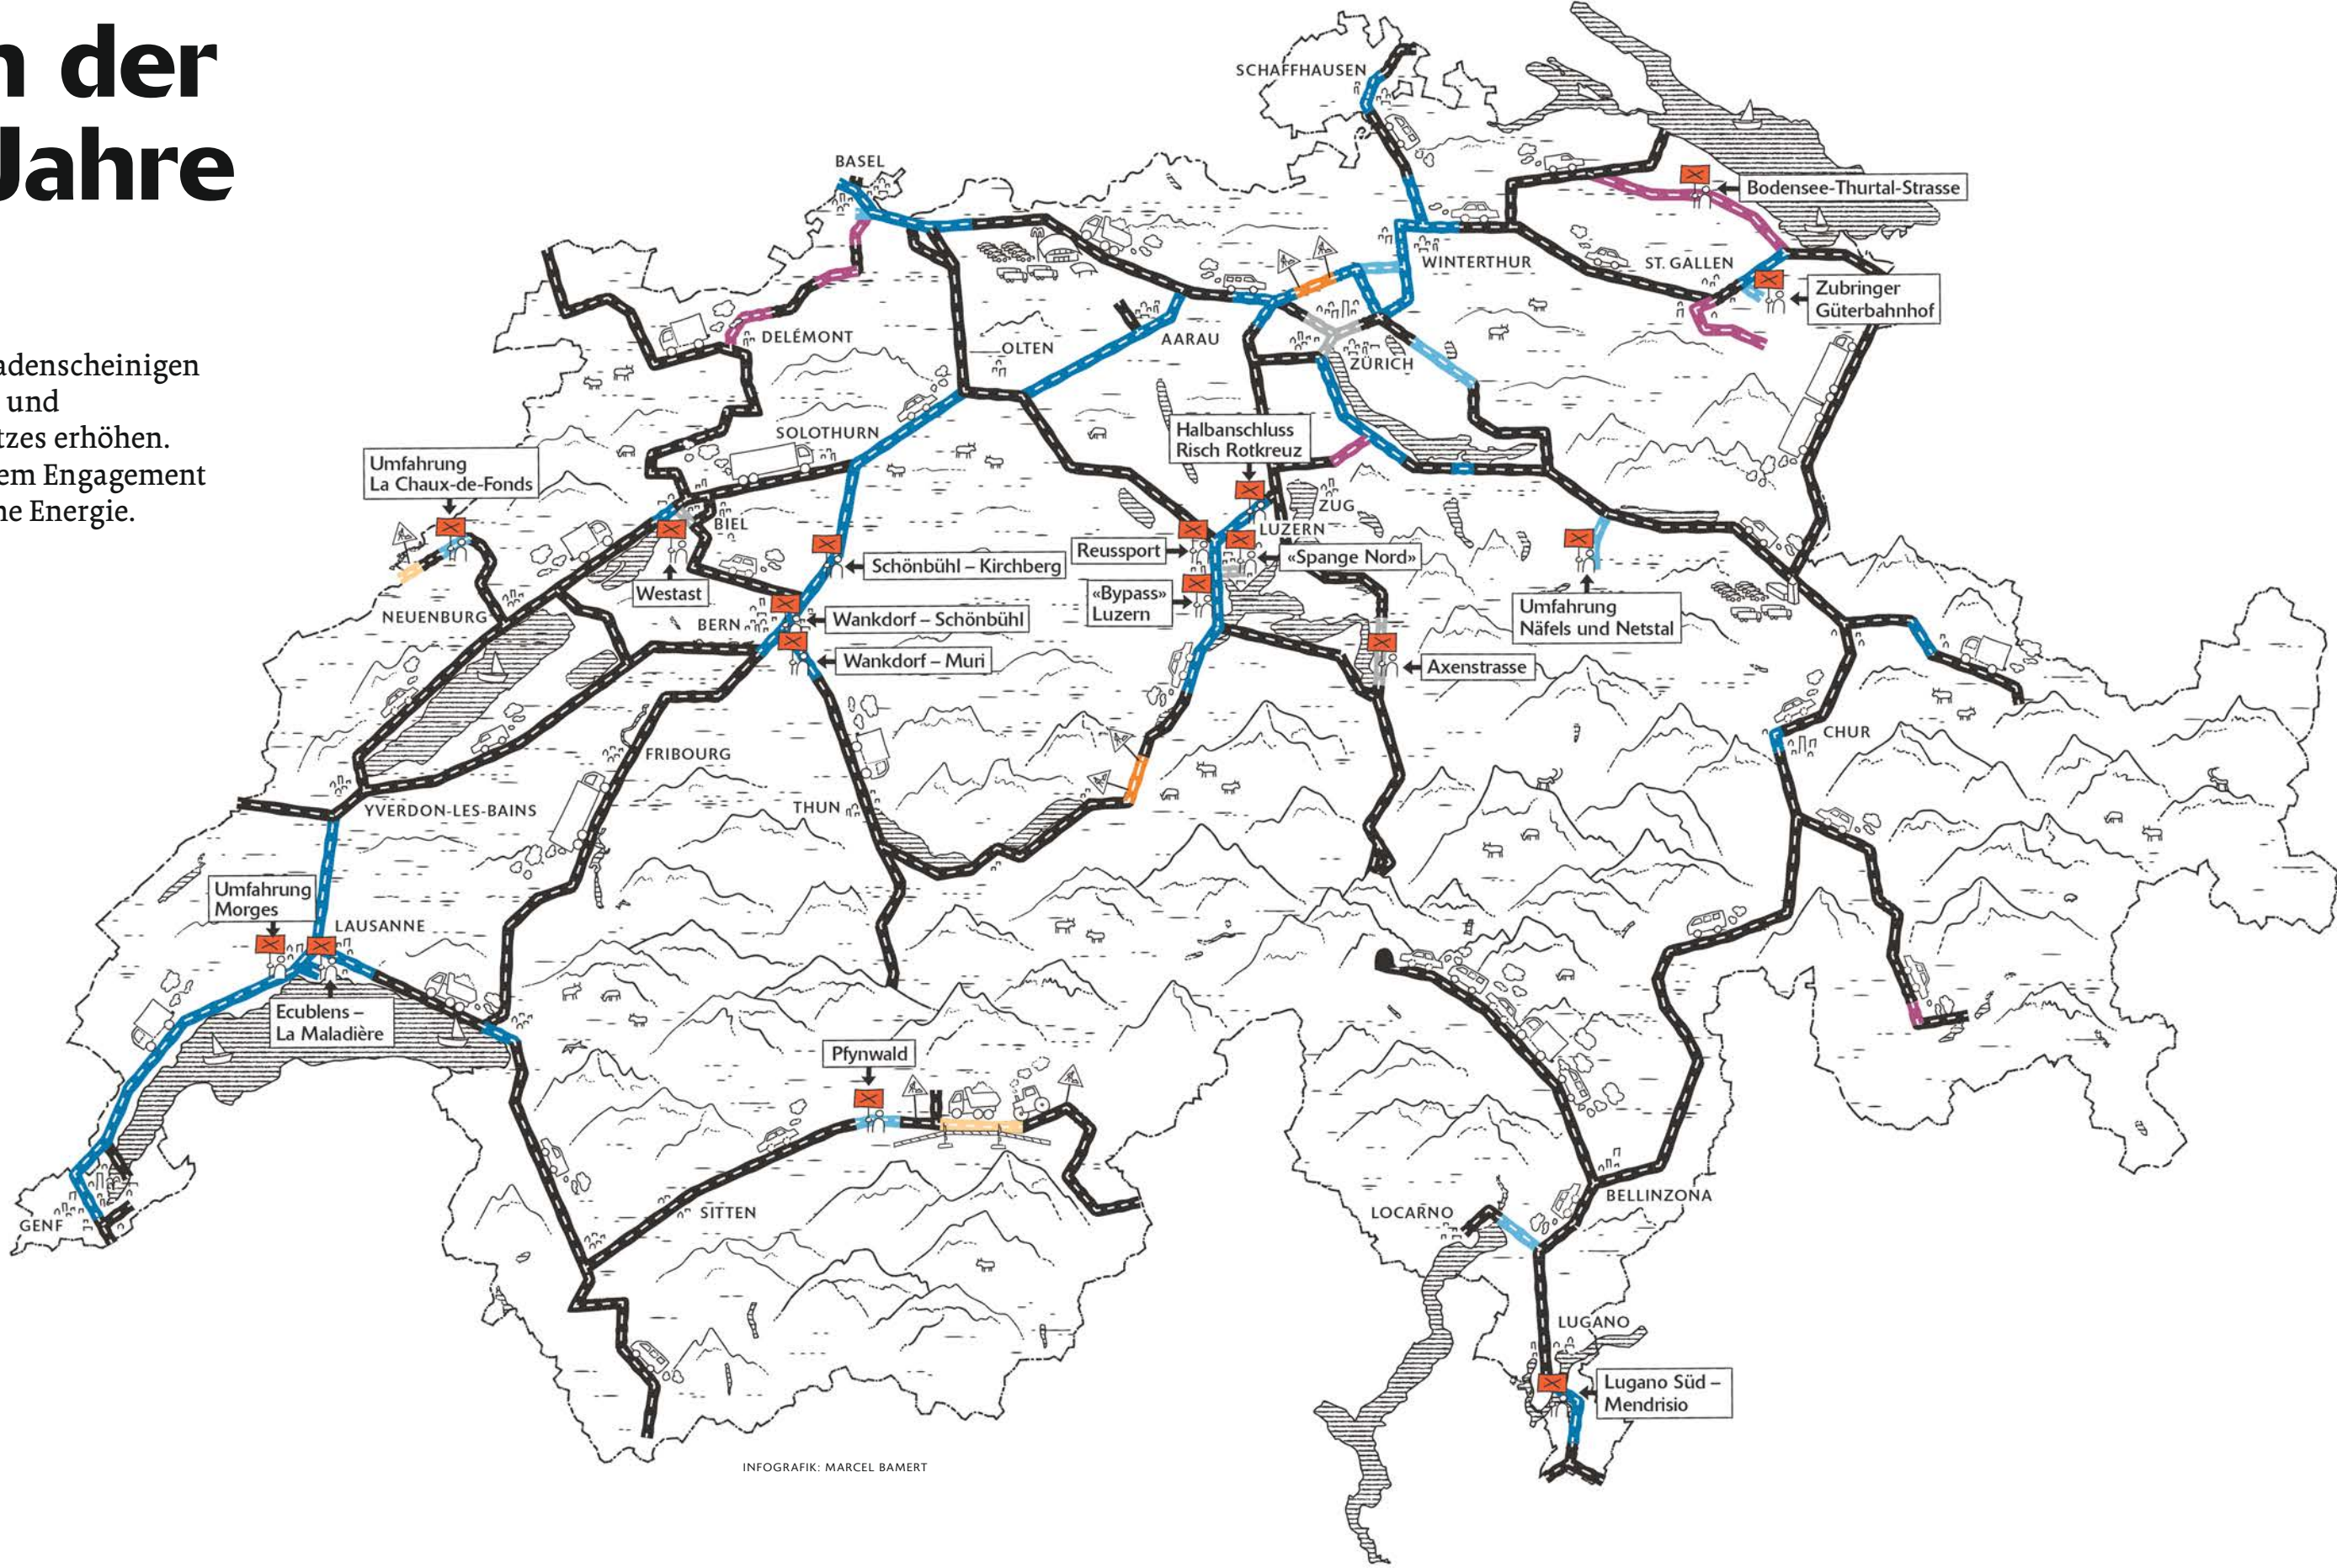 n der
Jahre
adenscheinigen
und
tzes erhöhen.
em Engagement
ne Energie.
SCHAFFHAUSEN
BASEL
Bodensee-Thurtal-Strasse
WINTERTHUR
ST. GALLEN
Zubringer
Güterbahnhof
DELÉMONT
OLTEN
AARAU
ZÜRICH
SOLOTHURN
Halbanschluss
Risch Rotkreuz
Umfahrung
La Chaux-de-Fonds
ZUG
BIEL
LUZERN
Reussport
«Spange Nord»
Schönbühl – Kirchberg
Westast
«Bypass»
Luzern
Umfahrung
Näfels und Netstal
NEUENBURG
BERN
Wankdorf – Schönbühl
Wankdorf – Muri
Axenstrasse
CHUR
FRIBOURG
YVERDON-LES-BAINS
THUN
Umfahrung
Morges
LAUSANNE
Ecublens –
La Maladière
Pfynwald
GENF
SITTEN
LOCARNO
BELLINZONA
LUGANO
Lugano Süd –
Mendrisio
INFOGRAFIK: MARCEL BAMERT